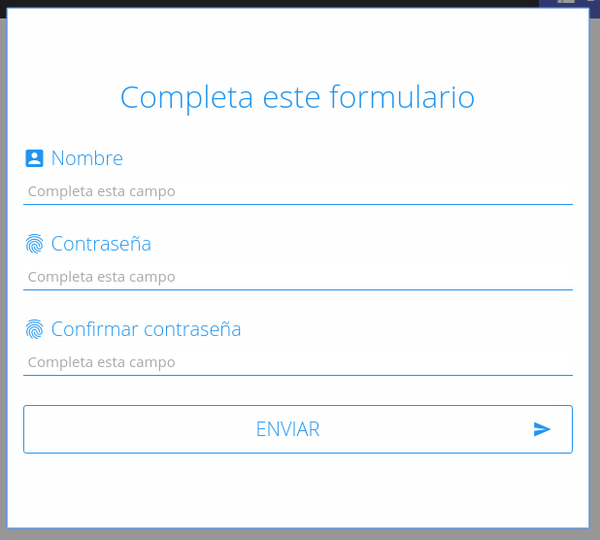 Completa este formulario
Nombre
Completa esta campo
Contraseña
Completa esta campo
Confirmar contraseña
Completa esta campo
ENVIAR